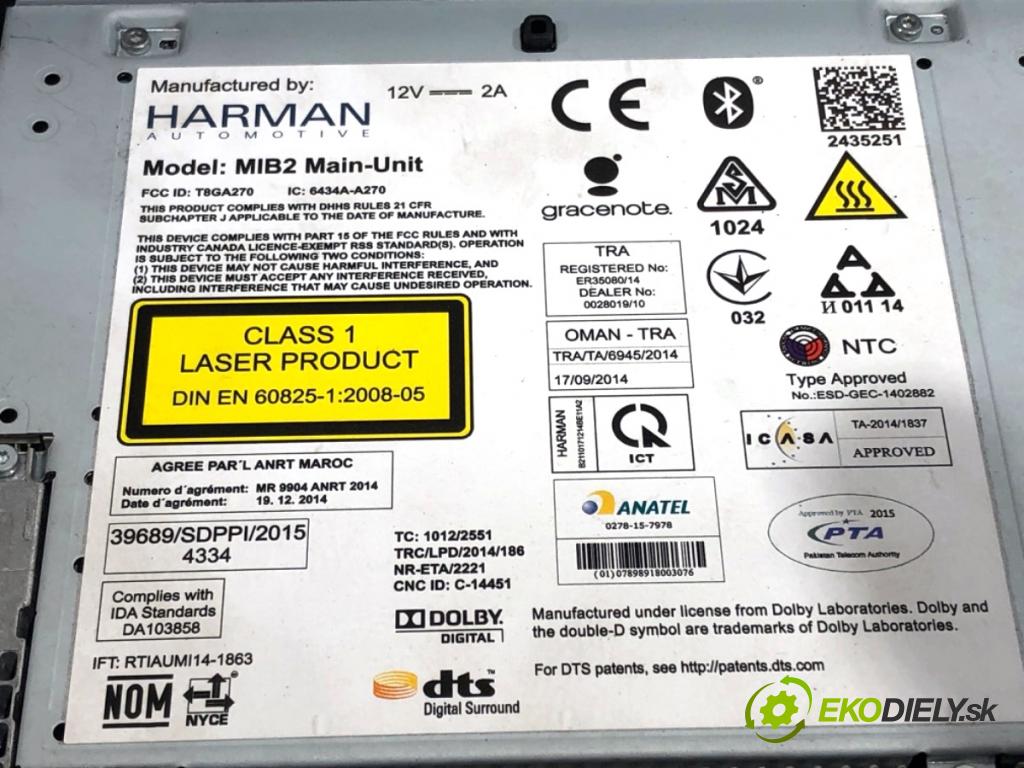 Manufactured by:
HARMAN
AUTOMOTIVE
12V 2A
Model: MIB2 Main-Unit
FCC ID: T8GA270 IC: 6434A-A270
THIS PRODUCT COMPLIES WITH DHHS RULES 21 CFR
SUBCHAPTER J APPLICABLE TO THE DATE OF MANUFACTURE.
THIS DEVICE COMPLIES WITH PART 15 OF THE FCC RULES AND WITH
INDUSTRY CANADA LICENCE-EXEMPT RSS STANDARD(S). OPERATION
IS SUBJECT TO THE FOLLOWING TWO CONDITIONS:
(1) THIS DEVICE MAY NOT CAUSE HARMFUL INTERFERENCE, AND
(2) THIS DEVICE MUST ACCEPT ANY INTERFERENCE RECEIVED,
INCLUDING INTERFERENCE THAT MAY CAUSE UNDESIRED OPERATION.
CLASS 1
LASER PRODUCT
DIN EN 60825-1:2008-05
AGREE PAR´L ANRT MAROC
Numero d´agrément: MR 9904 ANRT 2014
Date d´agrément: 19. 12. 2014
39689/SDPPI/2015
4334
Complies with
IDA Standards
DA103858
IFT: RTIAUMI14-1863
NOM
NYCE
TC: 1012/2551
TRC/LPD/2014/186
NR-ETA/2221
CNC ID: C-14451
DOLBY
DIGITAL
dts
Digital Surround
CE
®
2435251
gracenote.
SM
1024
TRA
REGISTERED No:
ER35080/14
DEALER No:
0028019/10
032
И 011 14
OMAN - TRA
TRA/TA/6945/2014
17/09/2014
NTC
Type Approved
No.:ESD-GEC-1402882
HARMAN
B2110171214BE11A2
ICT
ICASA
TA-2014/1837
APPROVED
ANATEL
0278-15-7978
(01)07898918003076
Approved by PTA 2015
PTA
Pakistan Telecom Authority
Manufactured under license from Dolby Laboratories. Dolby and
the double-D symbol are trademarks of Dolby Laboratories.
For DTS patents, see http://patents.dts.com
EKODIELY.sk